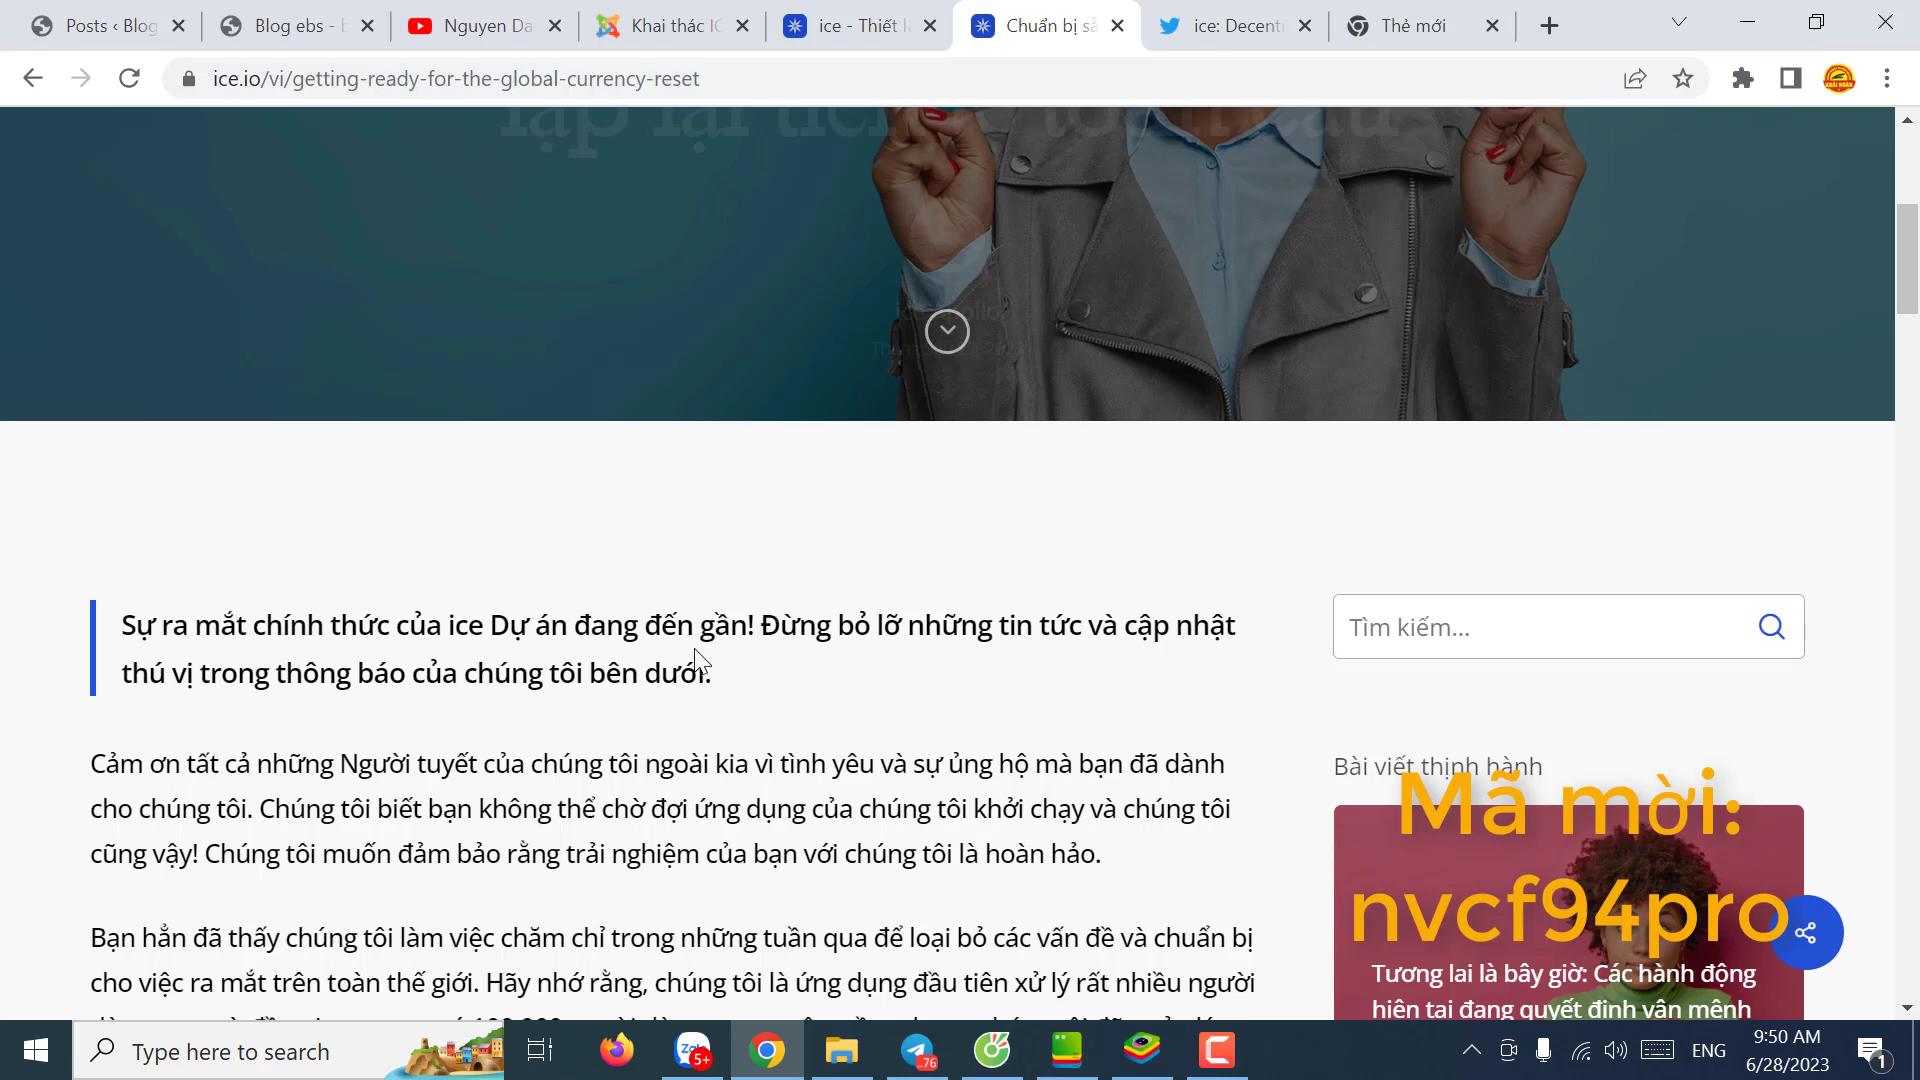 Posts ‹ Blog
Blog ebs - b
Nguyen Da
Khai thác IC
ice - Thiết l
Chuẩn bị sẵ
ice: Decentr
Thẻ mới
ice.io/vi/getting-ready-for-the-global-currency-reset
Sự ra mắt chính thức của ice Dự án đang đến gần! Đừng bỏ lỡ những tin tức và cập nhật
thú vị trong thông báo của chúng tôi bên dưới.
Tìm kiếm...
Cảm ơn tất cả những Người tuyết của chúng tôi ngoài kia vì tình yêu và sự ủng hộ mà bạn đã dành
cho chúng tôi. Chúng tôi biết bạn không thể chờ đợi ứng dụng của chúng tôi khởi chạy và chúng tôi
cũng vậy! Chúng tôi muốn đảm bảo rằng trải nghiệm của bạn với chúng tôi là hoàn hảo.
Bạn hẳn đã thấy chúng tôi làm việc chăm chỉ trong những tuần qua để loại bỏ các vấn đề và chuẩn bị
cho việc ra mắt trên toàn thế giới. Hãy nhớ rằng, chúng tôi là ứng dụng đầu tiên xử lý rất nhiều người
Bài viết thịnh hành
Mã mời:
nvcf94pro
Tương lai là bây giờ: Các hành động
hiện tại đang quyết định vận mệnh
Type here to search
Zalo
5+
..76
ENG
9:50 AM
6/28/2023
1